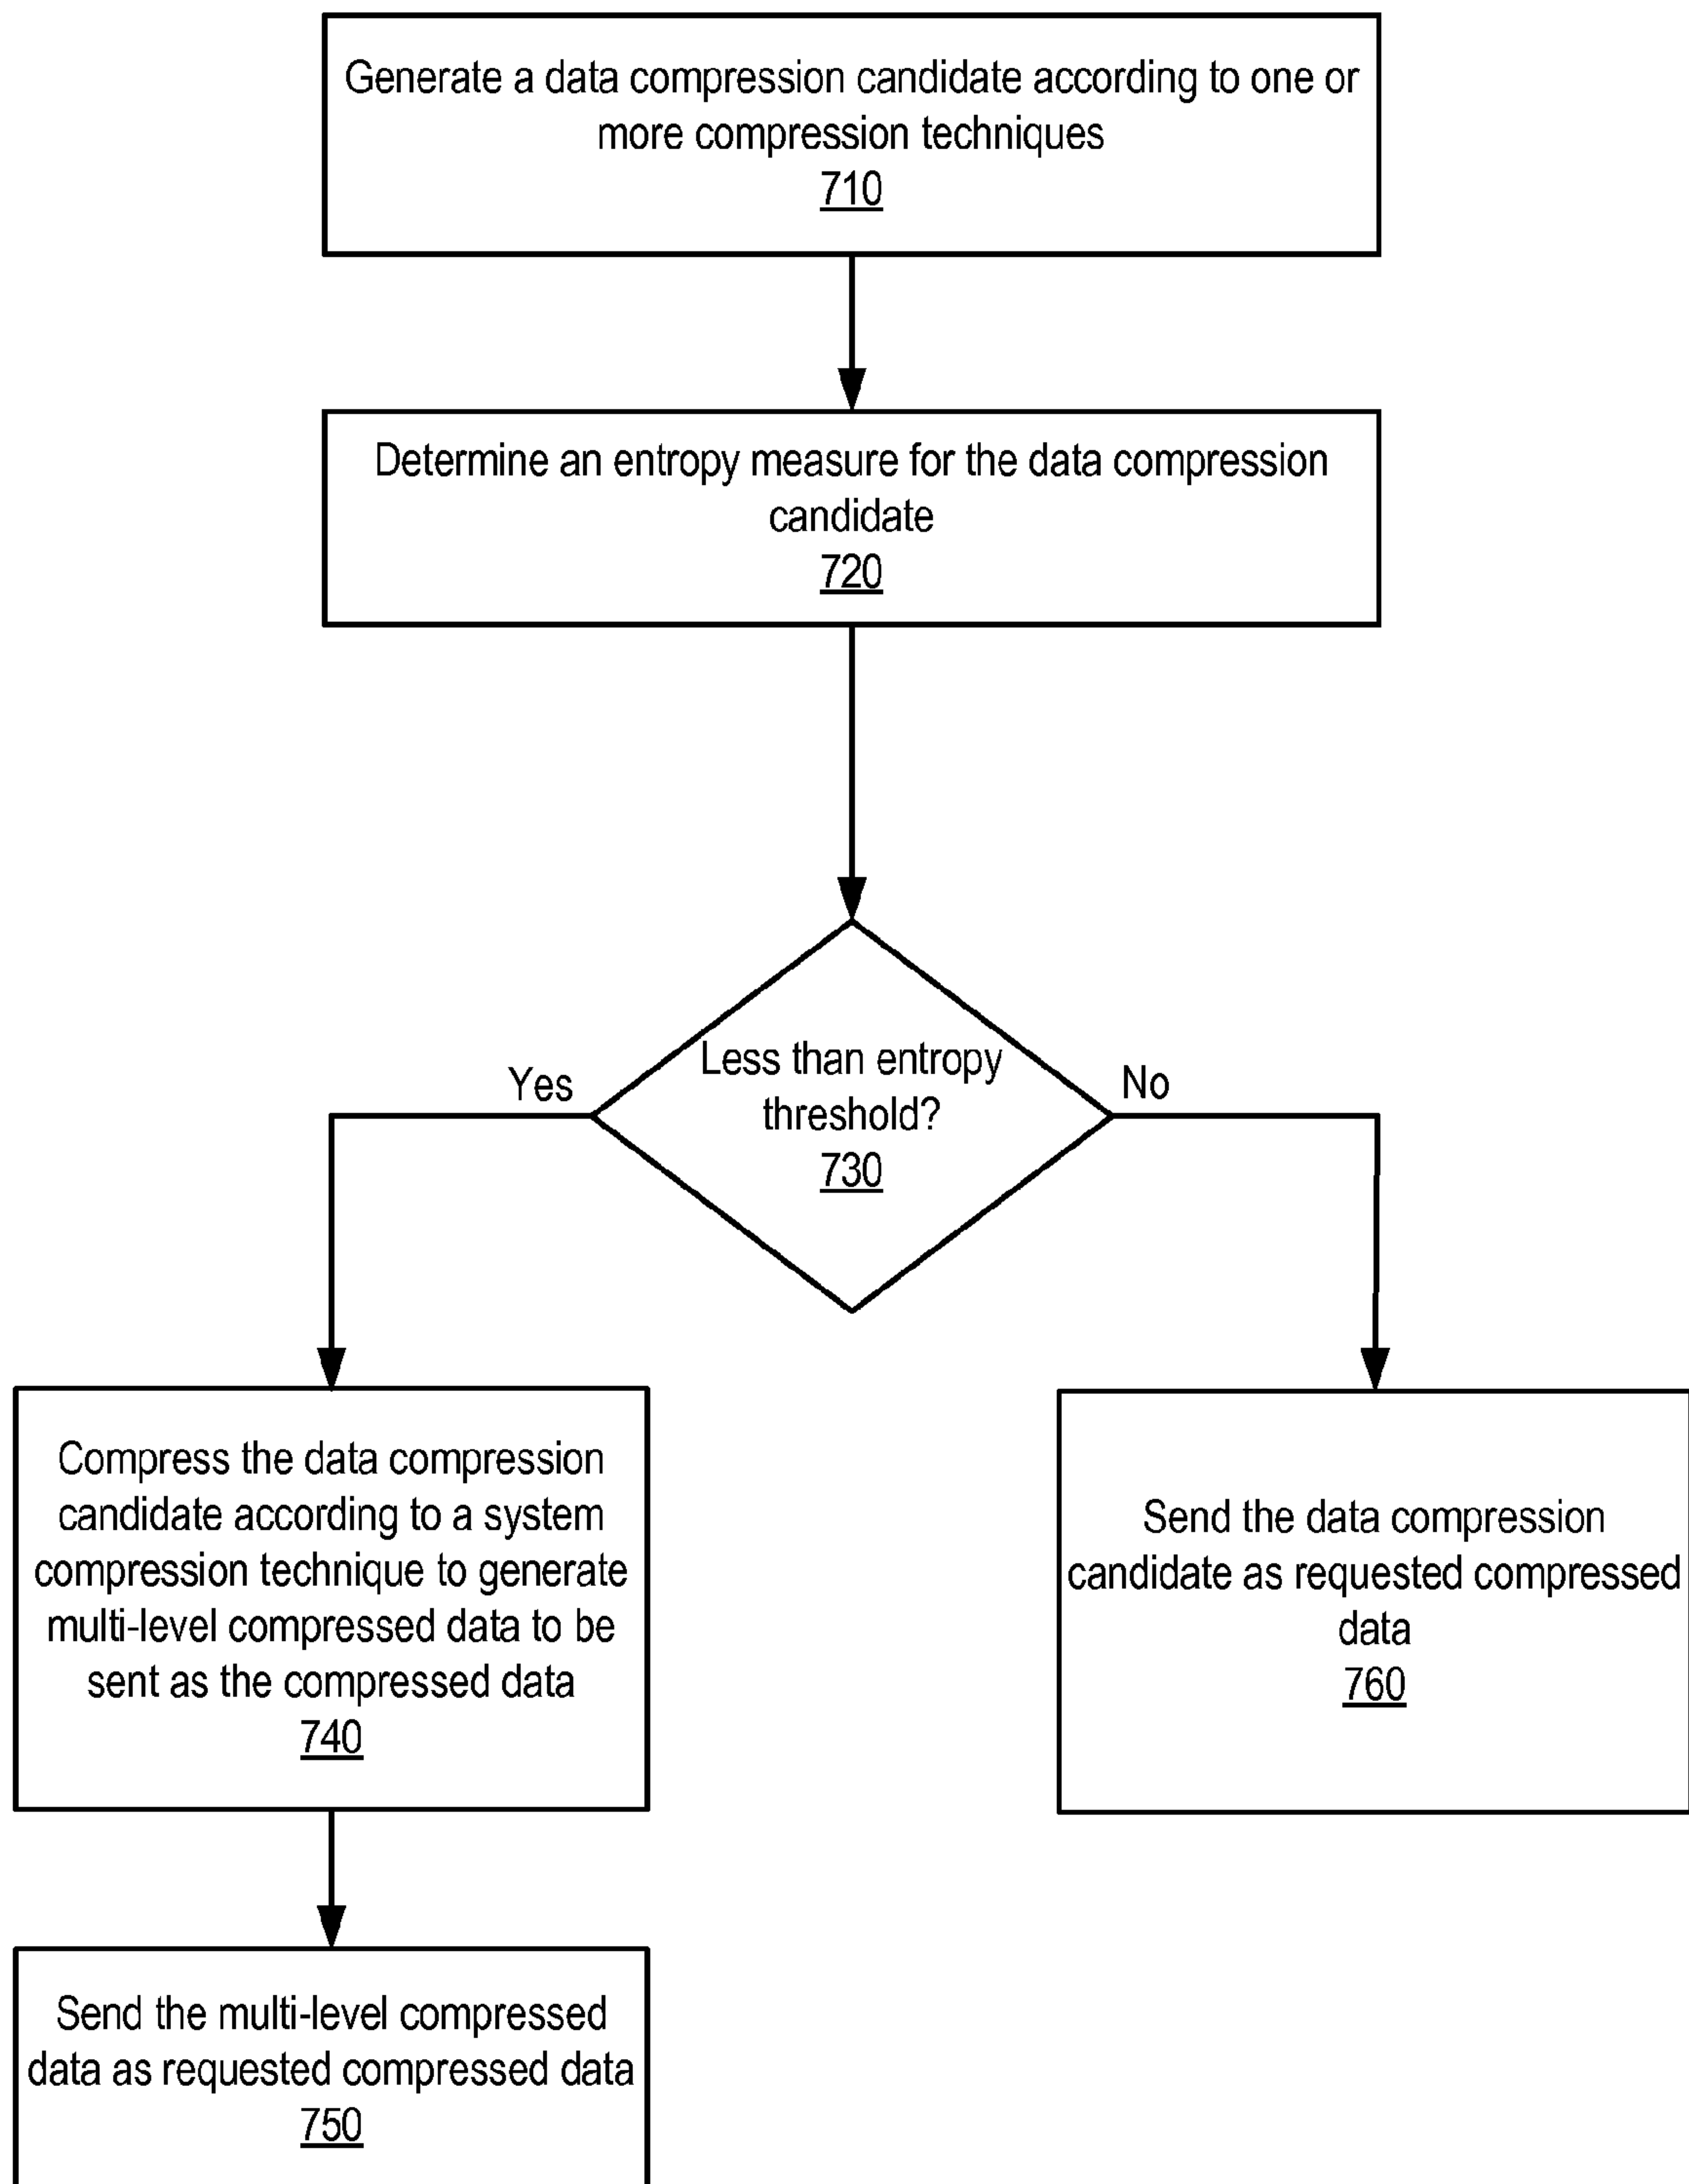 Generate a data compression candidate according to one or
more compression techniques
710
Determine an entropy measure for the data compression
candidate
720
Less than entropy
threshold?
730
Yes
No
Compress the data compression
candidate according to a system
compression technique to generate
multi-level compressed data to be
sent as the compressed data
740
Send the data compression
candidate as requested compressed
data
760
Send the multi-level compressed
data as requested compressed data
750